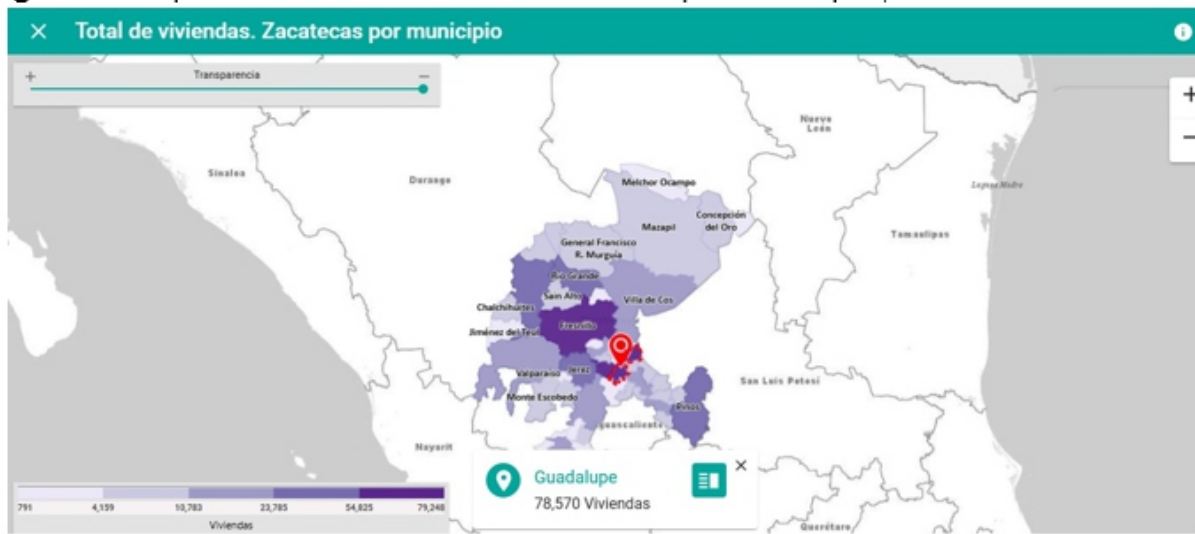 × Total de viviendas. Zacatecas por municipio
+ Transparencia −
+
−
Nuevo
León
Sinaloa
Durango
Melchor Ocampo
Laguna Madre
Concepción
del Oro
Mazapil
Tamaulipas
General Francisco
R. Murguía
Río Grande
Sain Alto
Villa de Cos
Chalchihuites
Fresnillo
Jiménez del Teul
Valparaíso
Jerez
San Luis Potosí
Monte Escobedo
Pinos
guascaliente
Nayarit
Guadalupe
×
78,570 Viviendas
791 4,159 10,783 23,785 54,825 79,248
Viviendas
Querétaro